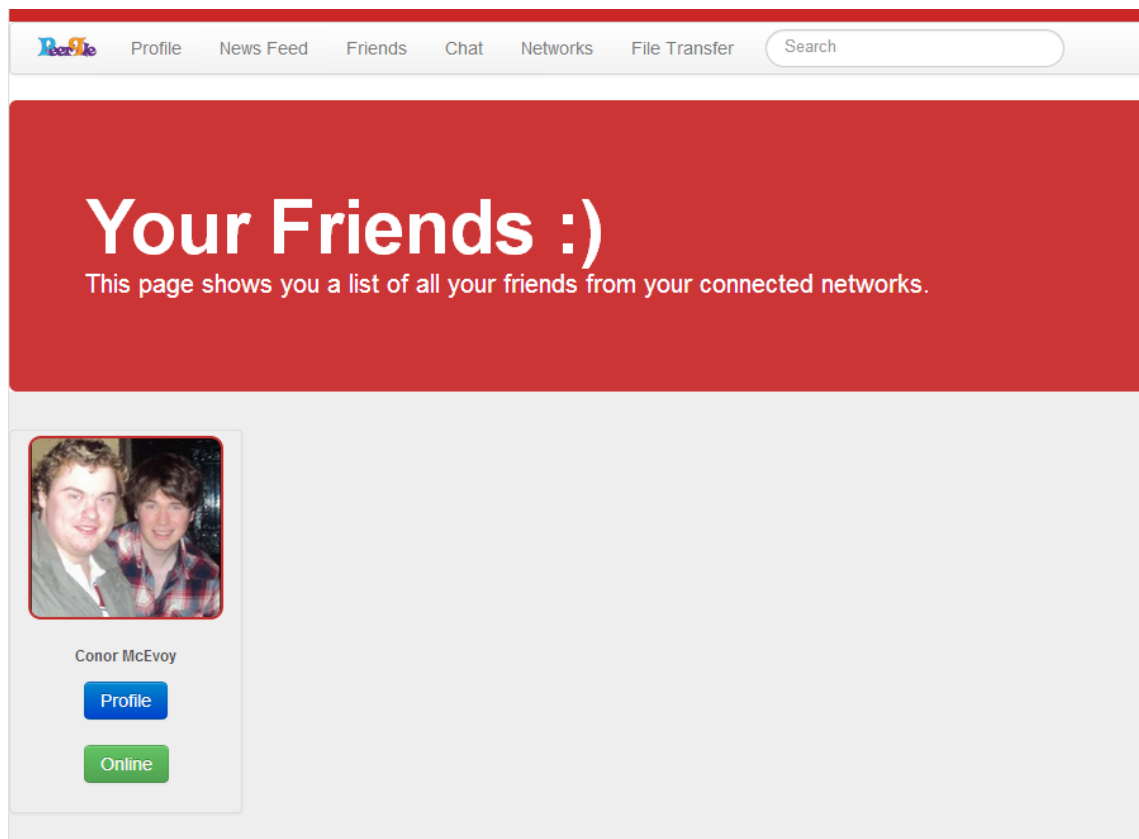 PeerTie Profile News Feed Friends Chat Networks File Transfer Search
Your Friends :)
This page shows you a list of all your friends from your connected networks.
Conor McEvoy
Profile
Online